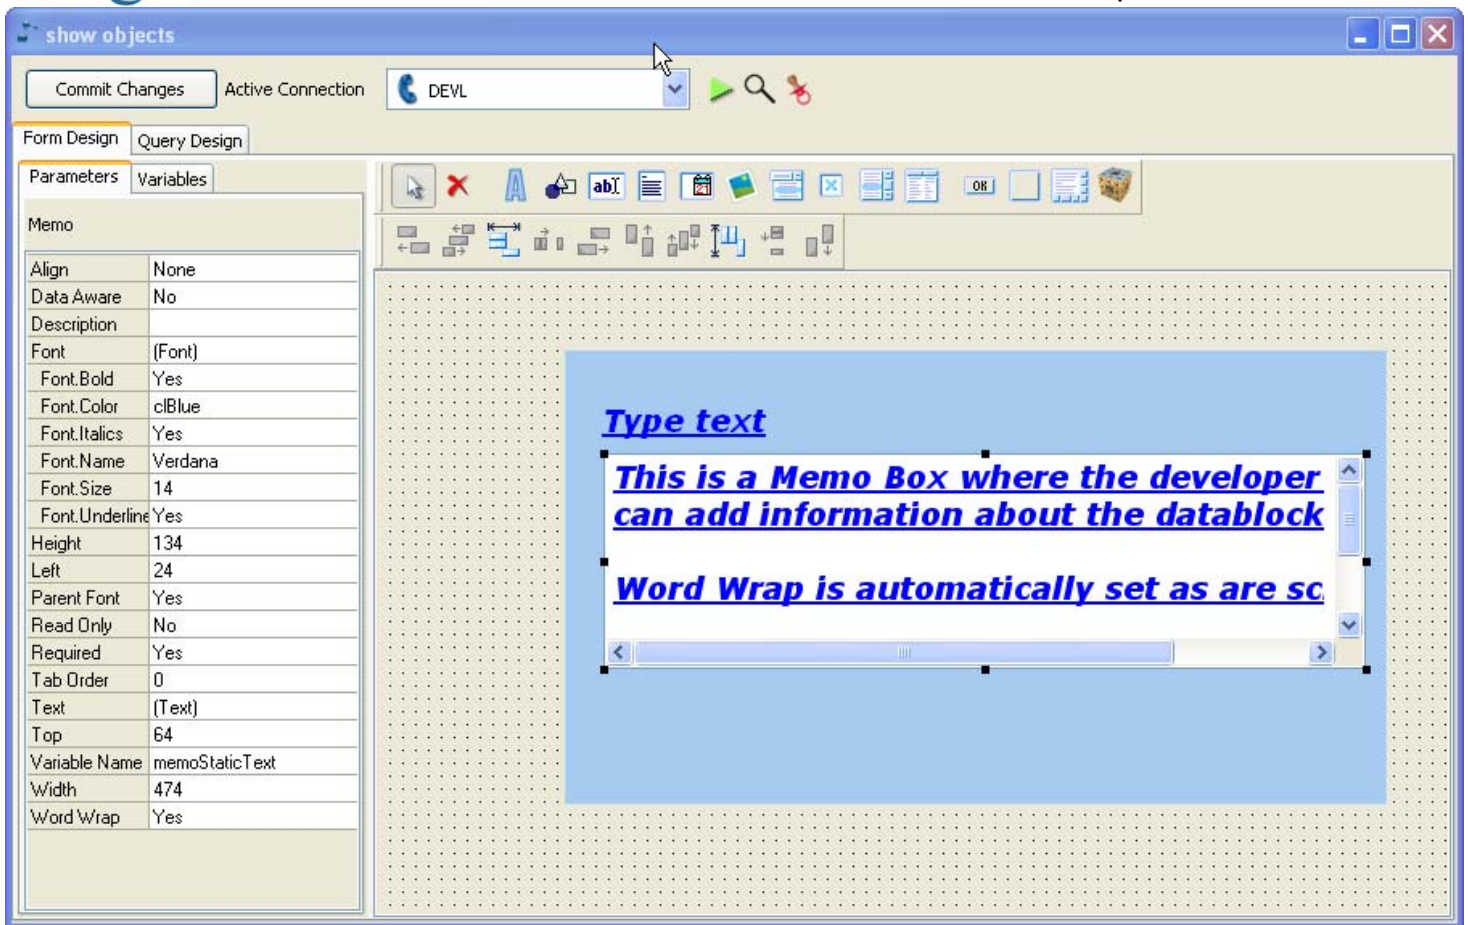 show objects
Commit Changes Active Connection DEVL
Form Design Query Design
Parameters Variables
abI 21 OK
Memo
Align None
Data Aware No
Description
Font (Font)
Font.Bold Yes
Font.Color clBlue
Font.Italics Yes
Font.Name Verdana
Font.Size 14
Font.Underline Yes
Height 134
Left 24
Parent Font Yes
Read Only No
Required Yes
Tab Order 0
Text (Text)
Top 64
Variable Name memoStaticText
Width 474
Word Wrap Yes
Type text
This is a Memo Box where the developer
can add information about the datablock
Word Wrap is automatically set as are sc